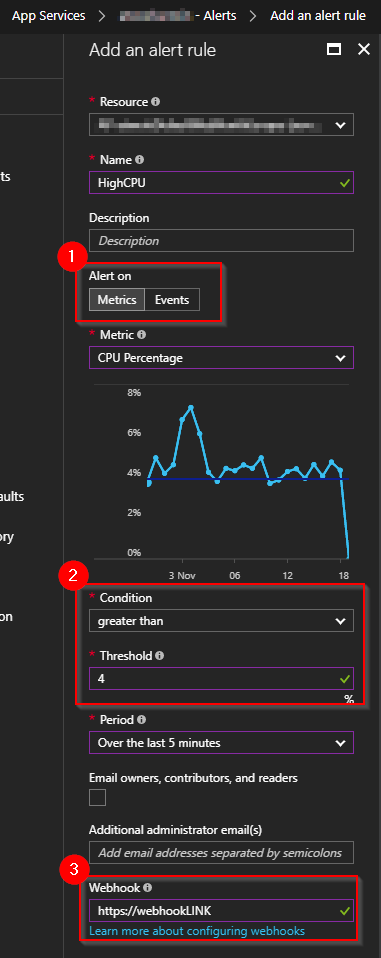 App Services > - Alerts > Add an alert rule
Add an alert rule
* Resource
* Name
HighCPU
Description
Description
1
Alert on
Metrics Events
* Metric
CPU Percentage
8%
6%
4%
2%
0%
3 Nov 06 12 18
2
* Condition
greater than
* Threshold
4
%
* Period
Over the last 5 minutes
Email owners, contributors, and readers
Additional administrator email(s)
Add email addresses separated by semicolons
3
Webhook
https://webhookLINK
Learn more about configuring webhooks
ts
aults
ory
on